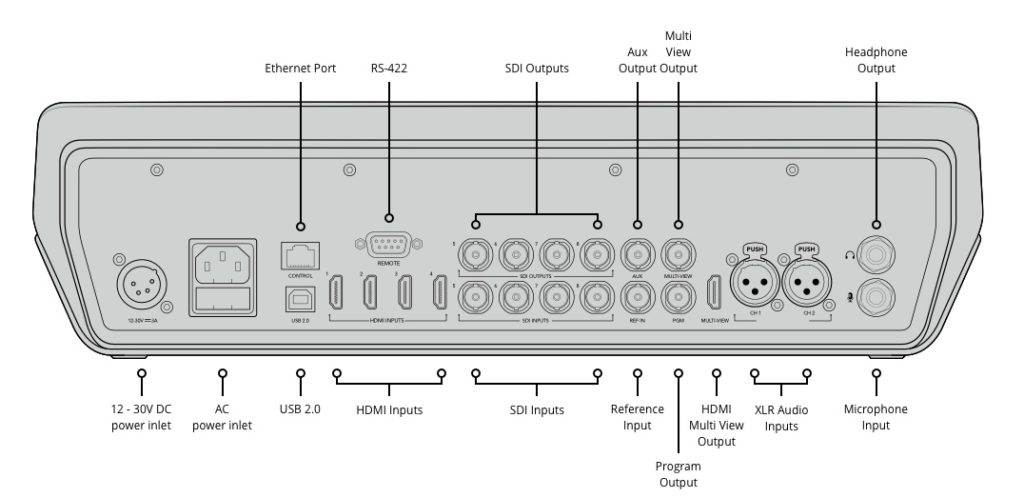 Multi
Aux View Headphone
Ethernet Port RS-422 SDI Outputs Output Output Output
PUSH PUSH
5 6 7 8
CONTROL REMOTE SDI OUTPUTS AUX MULTI-VIEW
1 2 3 4 5 6 7 8
12-30V 3A USB 2.0 HDMI INPUTS SDI INPUTS REF-IN PGM MULTI-VIEW CH 1 CH 2
12 - 30V DC AC USB 2.0 HDMI Inputs SDI Inputs Reference HDMI XLR Audio Microphone
power inlet power inlet Input Multi View Inputs Input
Output
Program
Output